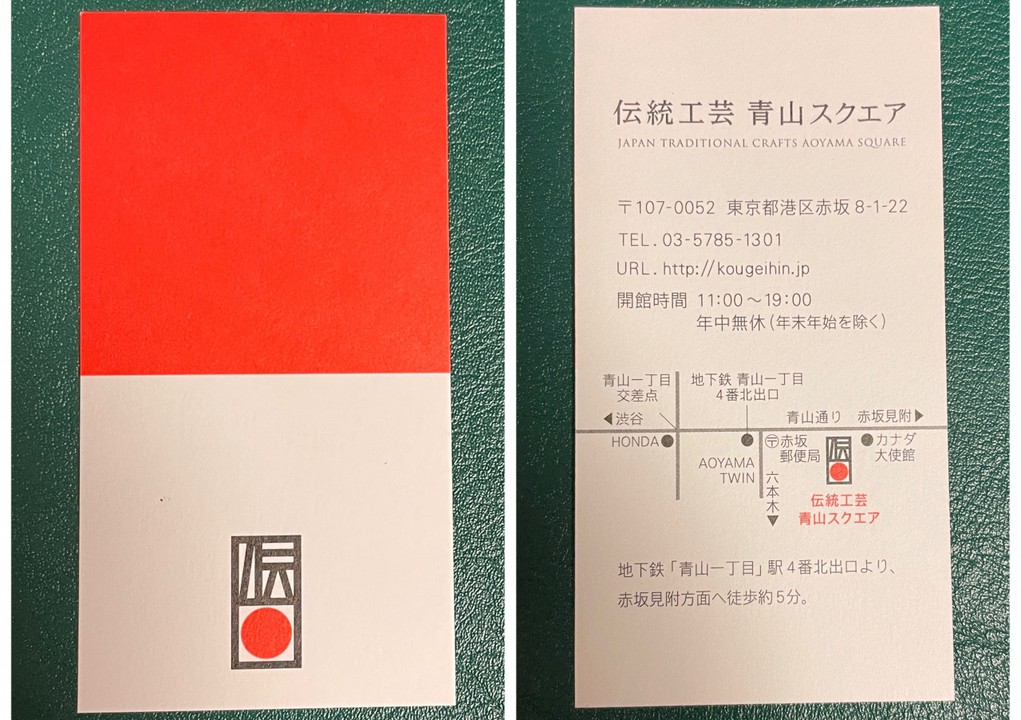 伝
伝統工芸 青山スクエア
JAPAN TRADITIONAL CRAFTS AOYAMA SQUARE
〒107-0052 東京都港区赤坂 8-1-22
TEL. 03-5785-1301
URL. http://kougeihin.jp
開館時間 11:00〜19:00
年中無休(年末年始を除く)
青山一丁目
交差点
地下鉄 青山一丁目
4番北出口
◀渋谷
青山通り
赤坂見附▶
HONDA
AOYAMA
TWIN
六本木▼
〒赤坂
郵便局
伝
カナダ
大使館
伝統工芸
青山スクエア
地下鉄「青山一丁目」駅 4番北出口より、
赤坂見附方面へ徒歩約5分。